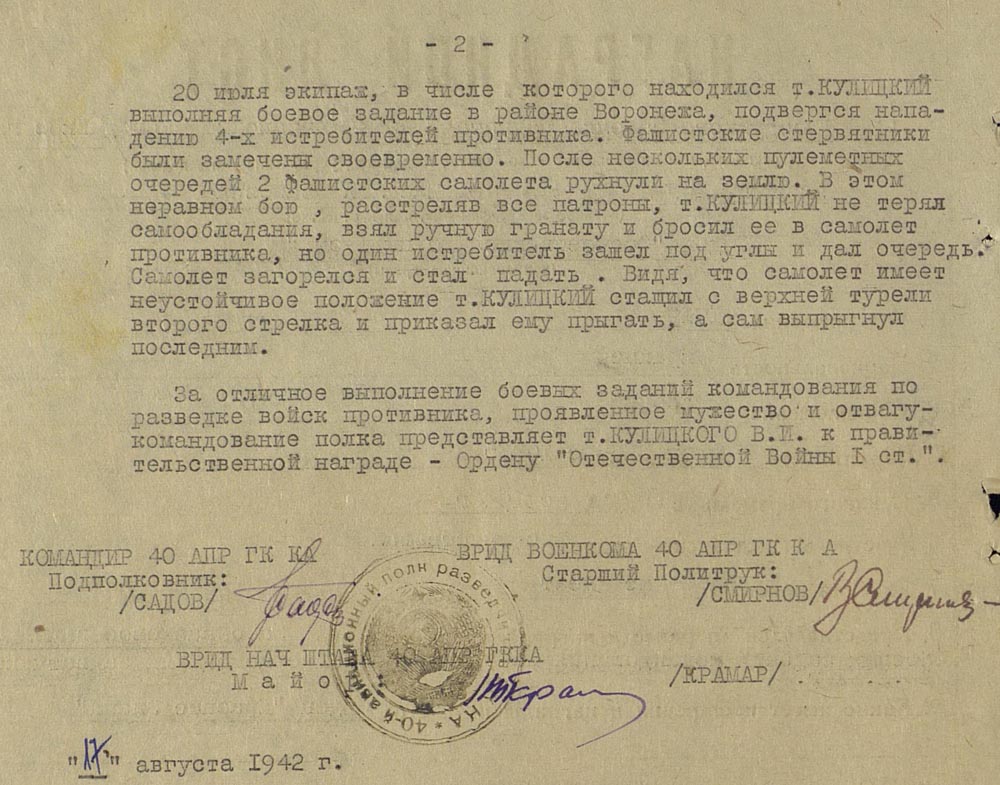 - 2 -
20 июля экипаж, в числе которого находился т.КУЛИЦКИЙ
выполняя боевое задание в районе Воронежа, подвергся напа-
дению 4-х истребителей противника. Фашистские стервятники
были замечены своевременно. После нескольких пулеметных
очередей 2 фашистских самолета рухнули на землю. В этом
неравном бою , расстреляв все патроны, т.КУЛИЦКИЙ не терял
самообладания, взял ручную гранату и бросил ее в самолет
противника, но один истребитель зашел под углы и дал очередь.
Самолет загорелся и стал падать . Видя, что самолет имеет
неустойчивое положение т.КУЛИЦКИЙ стащил с верхней турели
второго стрелка и приказал ему прыгать, а сам выпрыгнул
последним.
За отличное выполнение боевых заданий командования по
разведке войск противника, проявленное мужество и отвагу-
командование полка представляет т.КУЛИЦКОГО В.И. к прави-
тельственной награде - Ордену "Отечественной Войны I ст.".
КОМАНДИР 40 АПР ГК КА
Подполковник:
/САДОВ/
ВРИД ВОЕНКОМА 40 АПР ГК К А
Старший Политрук:
/СМИРНОВ/
ВРИД НАЧ ШТАБА 40 АПР ГККА
Майо
/КРАМАР/
40-й авиационный полк развед
"17" августа 1942 г.